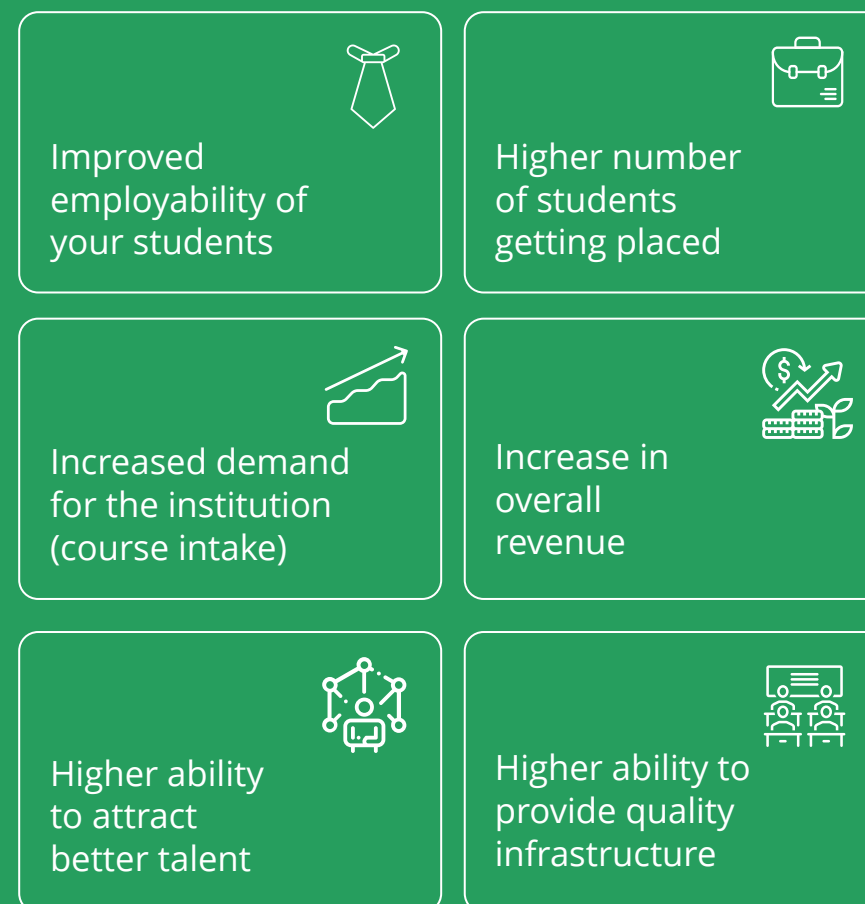 Improved
employability of
your students
Higher number
of students
getting placed
Increased demand
for the institution
(course intake)
Increase in
overall
revenue
Higher ability
to attract
better talent
Higher ability to
provide quality
infrastructure